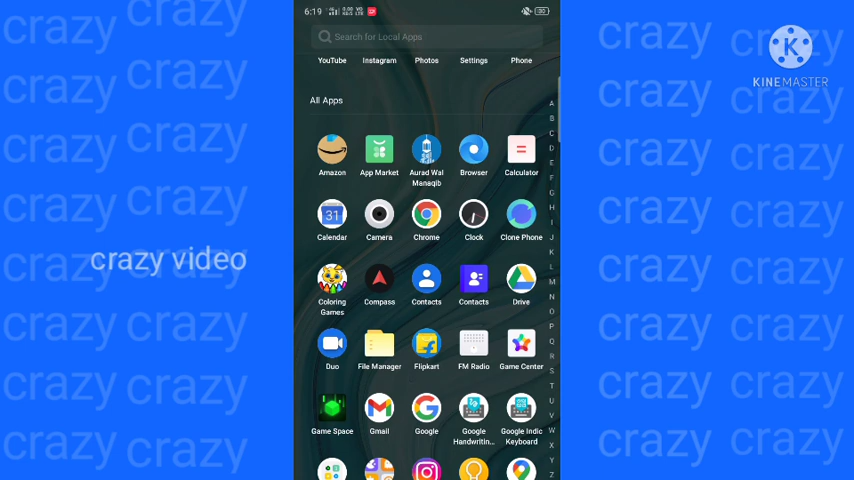 crazy crazy
crazy crazy
crazy crazy
crazy crazy
crazy crazy
crazy crazy
crazy crazy
crazy crazy
crazy video
6:19
Search for Local Apps
YouTube Instagram Photos Settings Phone
All Apps
Amazon App Market Aurad Wal Manaqib Browser Calculator
31
Calendar Camera Chrome Clock Clone Phone
Coloring Games Compass Contacts Contacts Drive
Duo File Manager Flipkart FM Radio Game Center
Game Space Gmail Google Google Handwritin... Google Indic Keyboard
A
B
C
D
E
F
G
H
I
J
K
L
M
N
O
P
Q
R
S
T
U
V
W
X
Y
Z
K
KINEMASTER
crazy crazy
crazy crazy
crazy crazy
crazy crazy
crazy crazy
crazy crazy
crazy crazy
crazy crazy